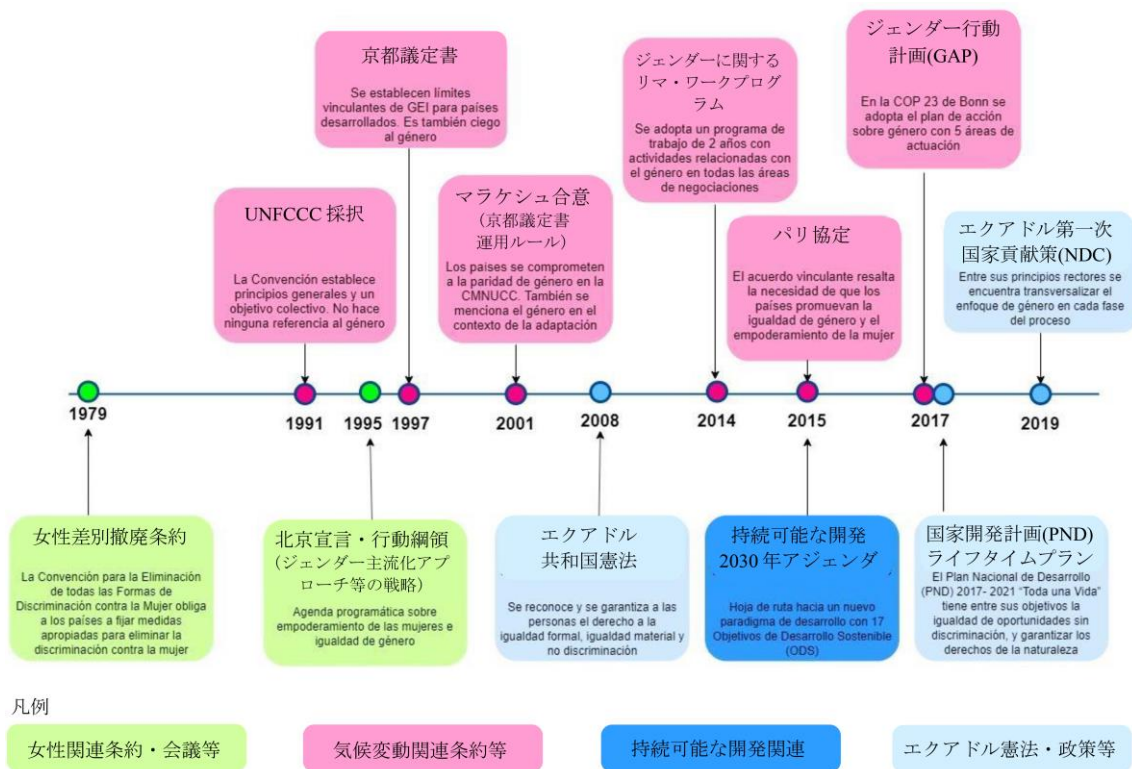 京都議定書
Se establecen límites
vinculantes de GEI para países
desarrollados. Es también ciego
al género
ジェンダーに関する
リマ・ワークプログ
ラム
Se adopta un programa de
trabajo de 2 años con
actividades relacionadas con
el género en todas las áreas
de negociaciones
ジェンダー行動
計画(GAP)
En la COP 23 de Bonn se
adopta el plan de acción
sobre género con 5 áreas de
actuación
UNFCCC 採択
La Convención establece
principios generales y un
objetivo colectivo. No hace
ninguna referencia al género
マラケシュ合意
(京都議定書
運用ルール)
Los países se comprometen
a la paridad de género en la
CMNUCC. También se
menciona el género en el
contexto de la adaptación
パリ協定
El acuerdo vinculante resalta
la necesidad de que los
países promuevan la
igualdad de género y el
empoderamiento de la mujer
エクアドル第一次
国家貢献策(NDC)
Entre sus principios rectores se
encuentra transversalizar el
enfoque de género en cada fase
del proceso
1979
1991
1995
1997
2001
2008
2014
2015
2017
2019
女性差別撤廃条約
La Convención para la Eliminación
de todas las Formas de
Discriminación contra la Mujer obliga
a los países a fijar medidas
apropiadas para eliminar la
discriminación contra la mujer
北京宣言・行動綱領
(ジェンダー主流化アプ
ローチ等の戦略)
Agenda programática sobre
empoderamiento de las mujeres e
igualdad de género
エクアドル
共和国憲法
Se reconoce y se garantiza a las
personas el derecho a la
igualdad formal, igualdad material y
no discriminación
持続可能な開発
2030 年アジェンダ
Hoja de ruta hacia un nuevo
paradigma de desarrollo con 17
Objetivos de Desarrollo Sostenible
(ODS)
国家開発計画(PND)
ライフタイムプラン
El Plan Nacional de Desarrollo
(PND) 2017- 2021 "Toda una Vida"
tiene entre sus objetivos la
igualdad de oportunidades sin
discriminación, y garantizar los
derechos de la naturaleza
凡例
女性関連条約・会議等
気候変動関連条約等
持続可能な開発関連
エクアドル憲法・政策等